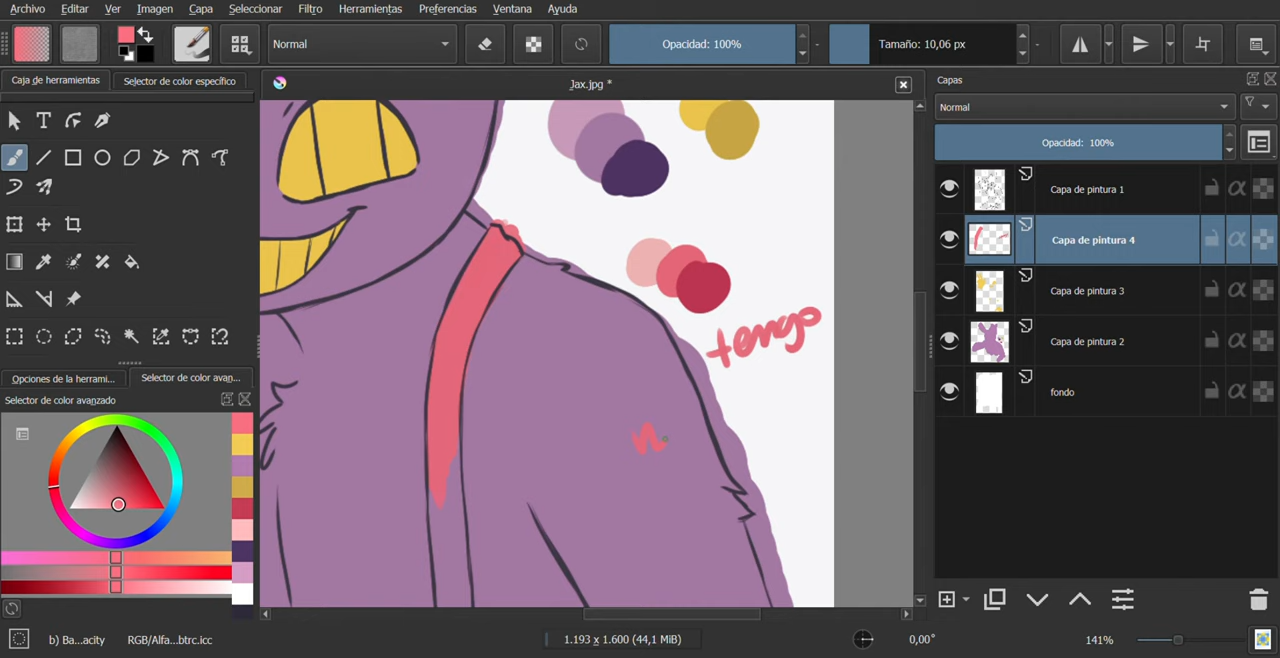 Archivo Editar Ver Imagen Capa Seleccionar Filtro Herramientas Preferencias Ventana Ayuda
Normal Opacidad: 100% Tamaño: 10,06 px
Caja de herramientas Selector de color específico Jax.jpg * Capas
Normal
Opacidad: 100%
Capa de pintura 1
Capa de pintura 4
Capa de pintura 3
tengo
Capa de pintura 2
Opciones de la herrami... Selector de color avan... fondo
Selector de color avanzado
n
b) Ba...acity RGB/Alfa...btrc.icc 1.193 x 1.600 (44,1 MiB) 0,00° 141%